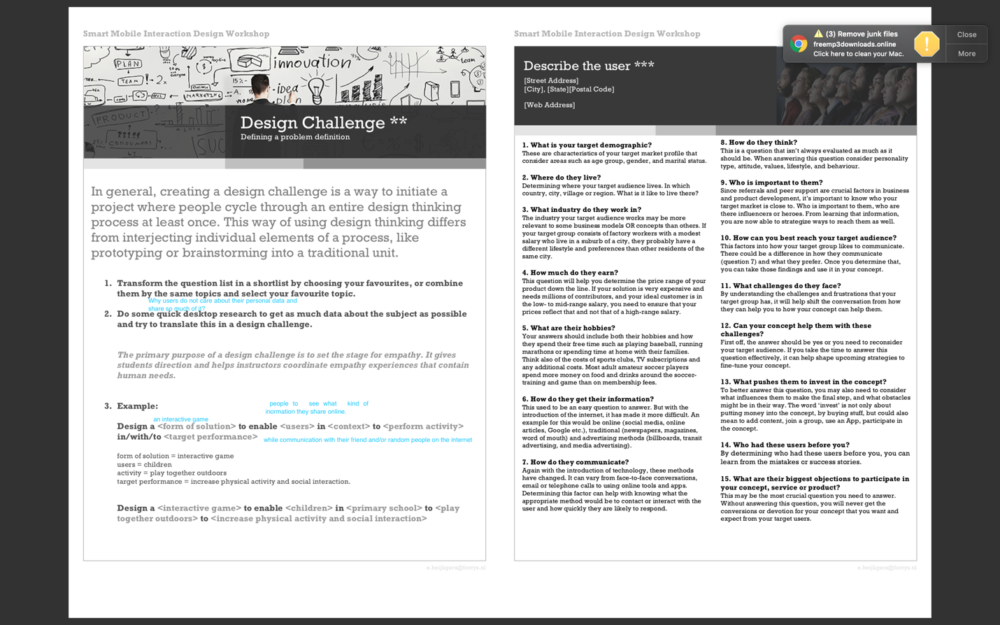 Smart Mobile Interaction Design Workshop
innovation
PLAN
TEAM
2x
15%
MARKETING
idea
plan
team
PRODUCT
CONSUMERS
SUC
Design Challenge **
Defining a problem definition
In general, creating a design challenge is a way to initiate a
project where people cycle through an entire design thinking
process at least once. This way of using design thinking differs
from interjecting individual elements of a process, like
prototyping or brainstorming into a traditional unit.
1. Transform the question list in a shortlist by choosing your favourites, or combine
them by the same topics and select your favourite topic.
Why users do not care about their personal data and
share so much of it?
2. Do some quick desktop research to get as much data about the subject as possible
and try to translate this in a design challenge.
The primary purpose of a design challenge is to set the stage for empathy. It gives
students direction and helps instructors coordinate empathy experiences that contain
human needs.
3. Example:
people to see what kind of
inormation they share online.
an interactive game
Design a <form of solution> to enable <users> in <context> to <perform activity>
in/with/to <target performance>
while communication with their friend and/or random people on the internet
form of solution = interactive game
users = children
activity = play together outdoors
target performance = increase physical activity and social interaction.
Design a <interactive game> to enable <children> in <primary school> to <play
together outdoors> to <increase physical activity and social interaction>
Smart Mobile Interaction Design Workshop
Describe the user ***
[Street Address]
[City], [State][Postal Code]
[Web Address]
1. What is your target demographic?
These are characteristics of your target market profile that
consider areas such as age group, gender, and marital status.
2. Where do they live?
Determining where your target audience lives. In which
country, city, village or region. What is it like to live there?
3. What industry do they work in?
The industry your target audience works may be more
relevant to some business models OR concepts than others. If
your target group consists of factory workers with a modest
salary who live in a suburb of a city, they probably have a
different lifestyle and preferences than other residents of the
same city.
4. How much do they earn?
This question will help you determine the price range of your
product down the line. If your solution is very expensive and
needs millions of contributors, and your ideal customer is in
the low- to mid-range salary, you need to ensure that your
prices reflect that and not that of a high-range salary.
5. What are their hobbies?
Your answers should include both their hobbies and how
they spend their free time such as playing baseball, running
marathons or spending time at home with their families.
Think also of the costs of sports clubs, TV subscriptions and
any additional costs. Most adult amateur soccer players
spend more money on food and drinks around the soccer-
training and game than on membership fees.
6. How do they get their information?
This used to be an easy question to answer. But with the
introduction of the internet, it has made it more difficult. An
example for this would be online (social media, online
articles, Google etc.), traditional (newspapers, magazines,
word of mouth) and advertising methods (billboards, transit
advertising, and media advertising).
7. How do they communicate?
Again with the introduction of technology, these methods
have changed. It can vary from face-to-face conversations,
email or telephone calls to using online tools and apps.
Determining this factor can help with knowing what the
appropriate method would be to contact or interact with the
user and how quickly they are likely to respond.
8. How do they think?
This is a question that isn't always evaluated as much as it
should be. When answering this question consider personality
type, attitude, values, lifestyle, and behaviour.
9. Who is important to them?
Since referrals and peer support are crucial factors in business
and product development, it's important to know who your
target market is close to. Who is important to them, who are
there influencers or heroes. From learning that information,
you are now able to strategize ways to reach them as well.
10. How can you best reach your target audience?
This factors into how your target group likes to communicate.
There could be a difference in how they communicate
(question 7) and what they prefer. Once you determine that,
you can take those findings and use it in your concept.
11. What challenges do they face?
By understanding the challenges and frustrations that your
target group has, it will help shift the conversation from how
they can help you to how your concept can help them.
12. Can your concept help them with these
challenges?
First off, the answer should be yes or you need to reconsider
your target audience. If you take the time to answer this
question effectively, it can help shape upcoming strategies to
fine-tune your concept.
13. What pushes them to invest in the concept?
To better answer this question, you may also need to consider
what influences them to make the final step, and what obstacles
might be in their way. The word 'invest' is not only about
putting money into the concept, by buying stuff, but could also
mean to add content, join a group, use an App, participate in
the concept.
14. Who had these users before you?
By determining who had these users before you, you can
learn from the mistakes or success stories.
15. What are their biggest objections to participate in
your concept, service or product?
This may be the most crucial question you need to answer.
Without answering this question, you will never get the
conversions or devotion for your concept that you want and
expect from your target users.
(3) Remove junk files
freemp3downloads.online
Click here to clean your Mac.
Close
More